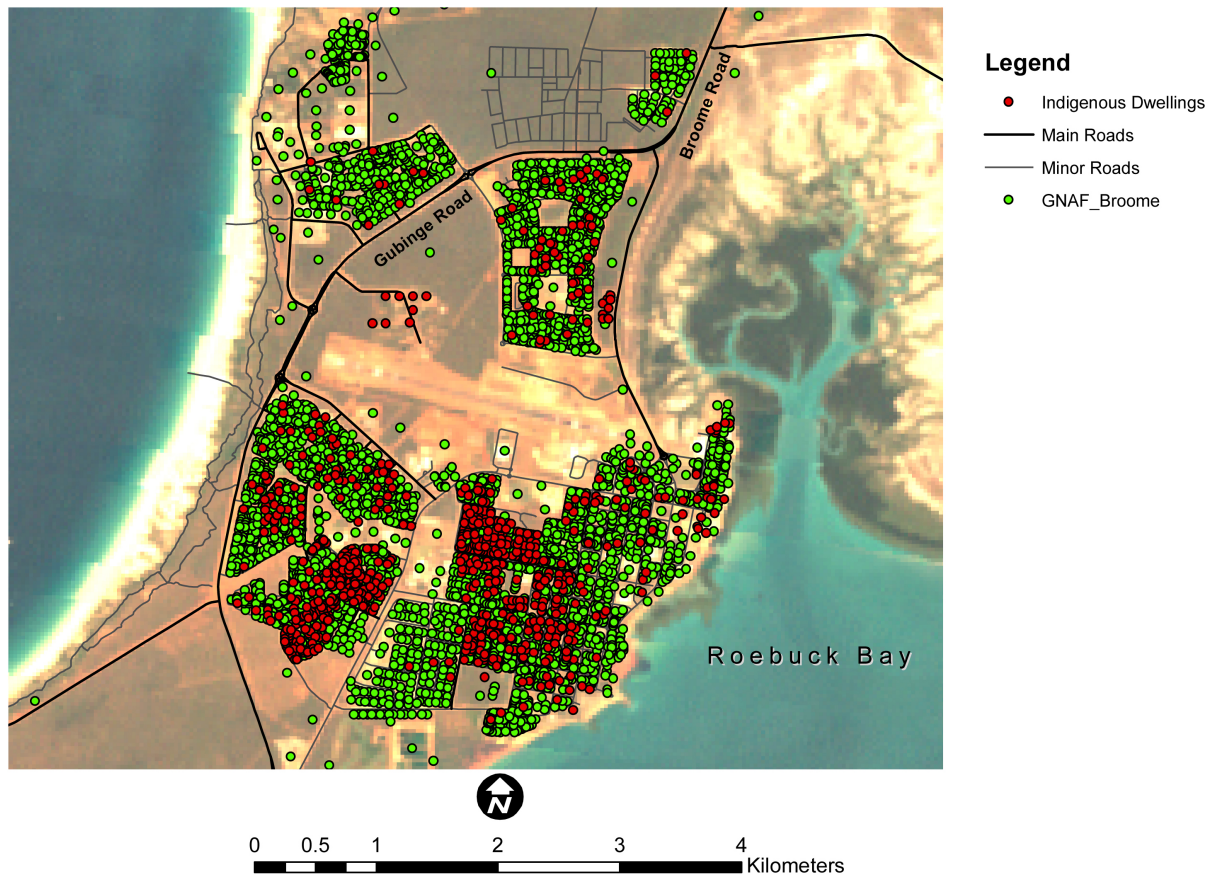 Broome Road
Gubinge Road
Roebuck Bay
Legend
Indigenous Dwellings
Main Roads
Minor Roads
GNAF_Broome
N
0 0.5 1 2 3 4
Kilometers